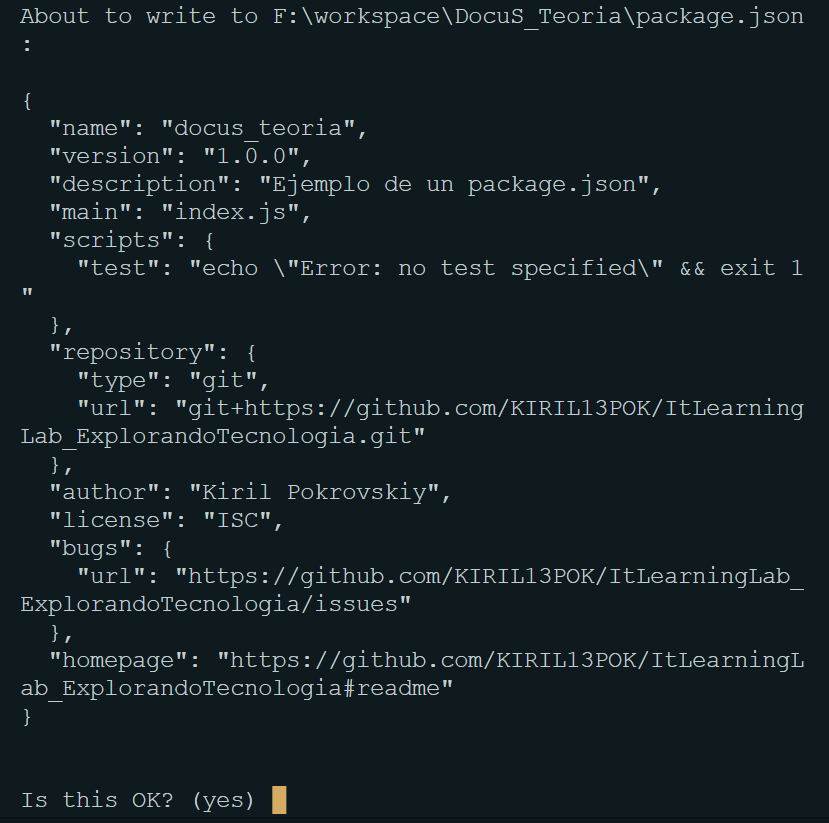 About to write to F:\workspace\DocuS_Teoria\package.json
:
{
  "name": "docus_teoria",
  "version": "1.0.0",
  "description": "Ejemplo de un package.json",
  "main": "index.js",
  "scripts": {
    "test": "echo \"Error: no test specified\" && exit 1
"
  },
  "repository": {
    "type": "git",
    "url": "git+https://github.com/KIRIL13POK/ItLearning
Lab_ExplorandoTecnologia.git"
  },
  "author": "Kiril Pokrovskiy",
  "license": "ISC",
  "bugs": {
    "url": "https://github.com/KIRIL13POK/ItLearningLab_
ExplorandoTecnologia/issues"
  },
  "homepage": "https://github.com/KIRIL13POK/ItLearningL
ab_ExplorandoTecnologia#readme"
}
Is this OK? (yes)